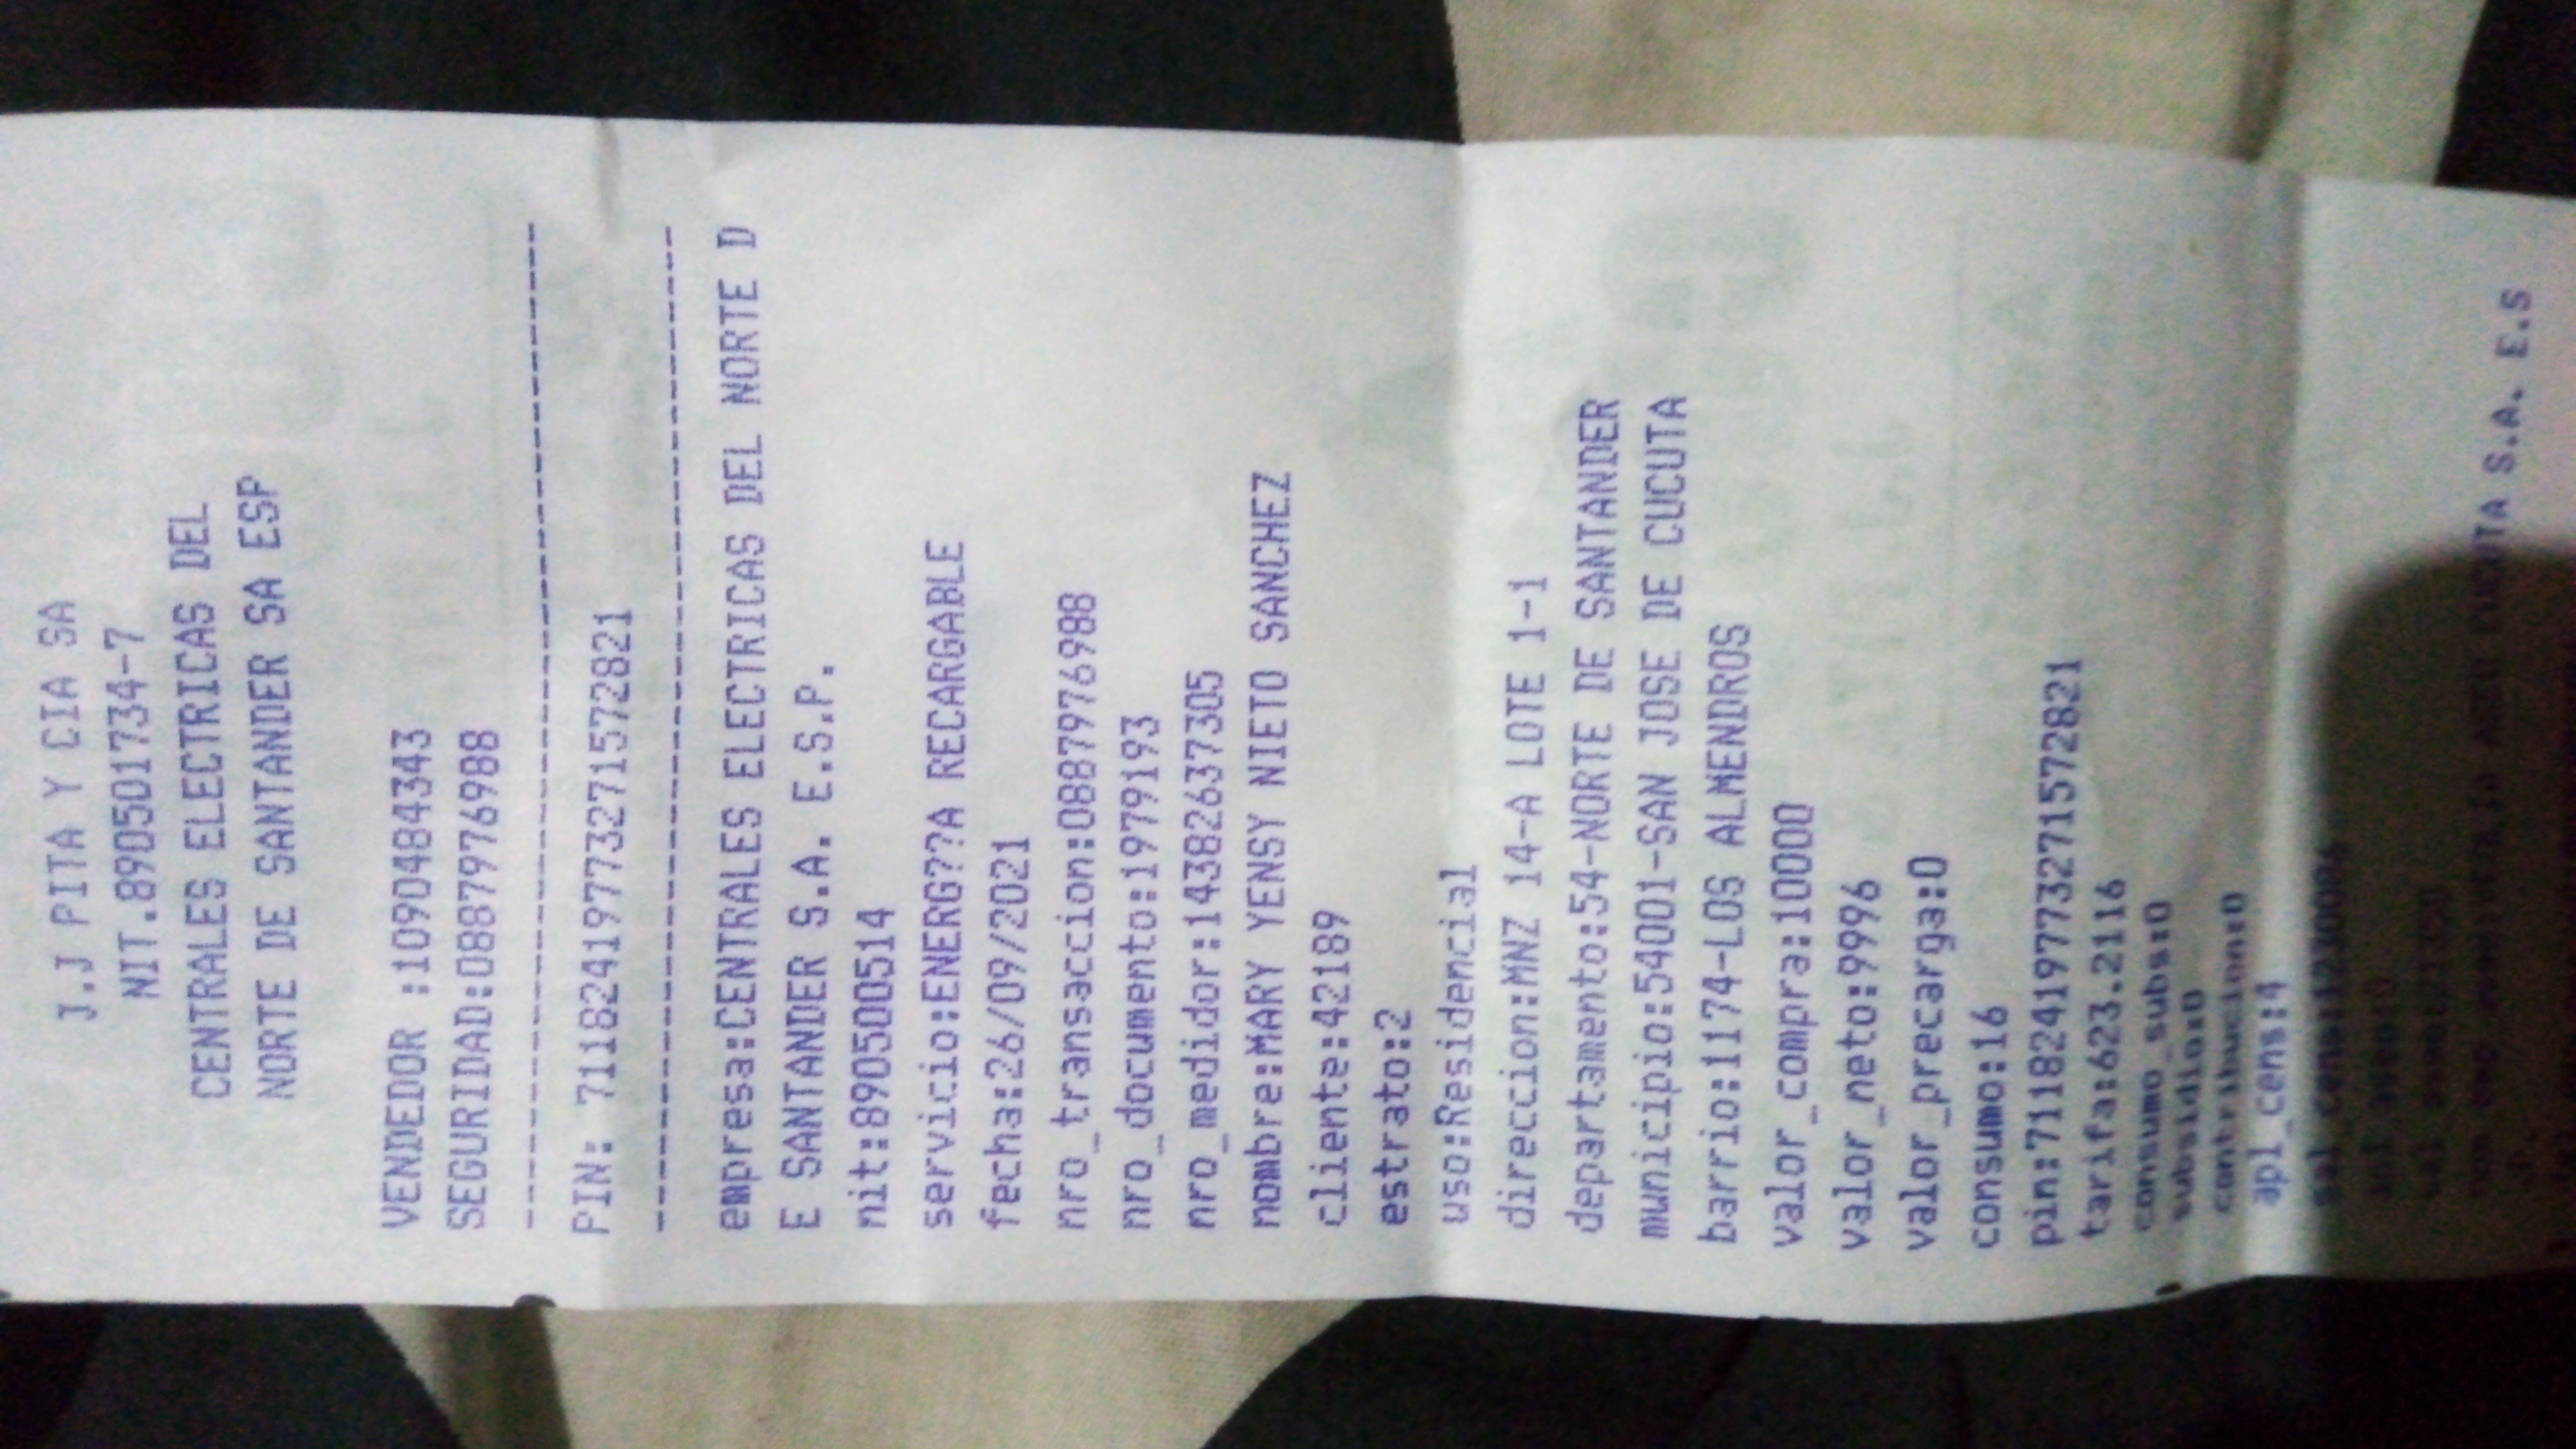 J.J PITA Y CIA SA
NIT.890501734-7
CENTRALES ELECTRICAS DEL
NORTE DE SANTANDER SA ESP
VENDEDOR :1090484343
SEGURIDAD:0887976988
--------------------------------
PIN: 71182419773271572821
--------------------------------
empresa:CENTRALES ELECTRICAS DEL NORTE D
E SANTANDER S.A. E.S.P.
nit:890500514
servicio:ENERG??A RECARGABLE
fecha:26/09/2021
nro_transaccion:0887976988
nro_documento:1979193
nro_medidor:14382637305
nombre:MARY YENSY NIETO SANCHEZ
cliente:42189
estrato:2
uso:Residencial
direccion:MNZ 14-A LOTE 1-1
departamento:54-NORTE DE SANTANDER
municipio:54001-SAN JOSE DE CUCUTA
barrio:1174-LOS ALMENDROS
valor_compra:10000
valor_neto:9996
valor_precarga:0
consumo:16
pin:71182419773271572821
tarifa:623.2116
consumo_subs:0
subsidio:0
contribucion:0
apl_cens:4
S.A. E.S